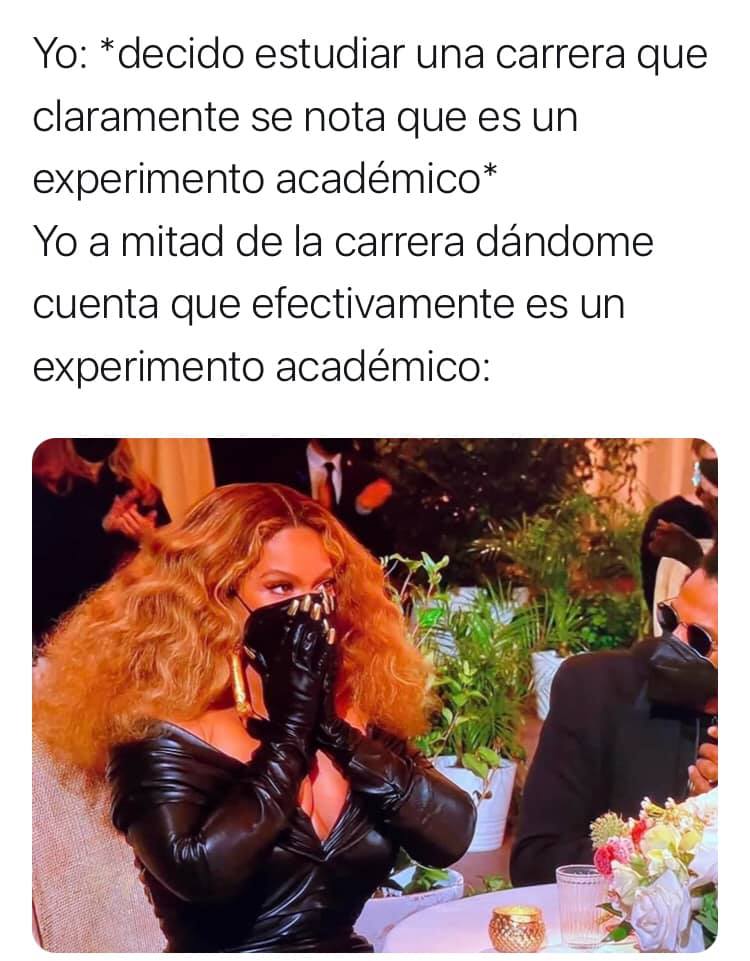 Yo: *decido estudiar una carrera que
claramente se nota que es un
experimento académico*
Yo a mitad de la carrera dándome
cuenta que efectivamente es un
experimento académico: